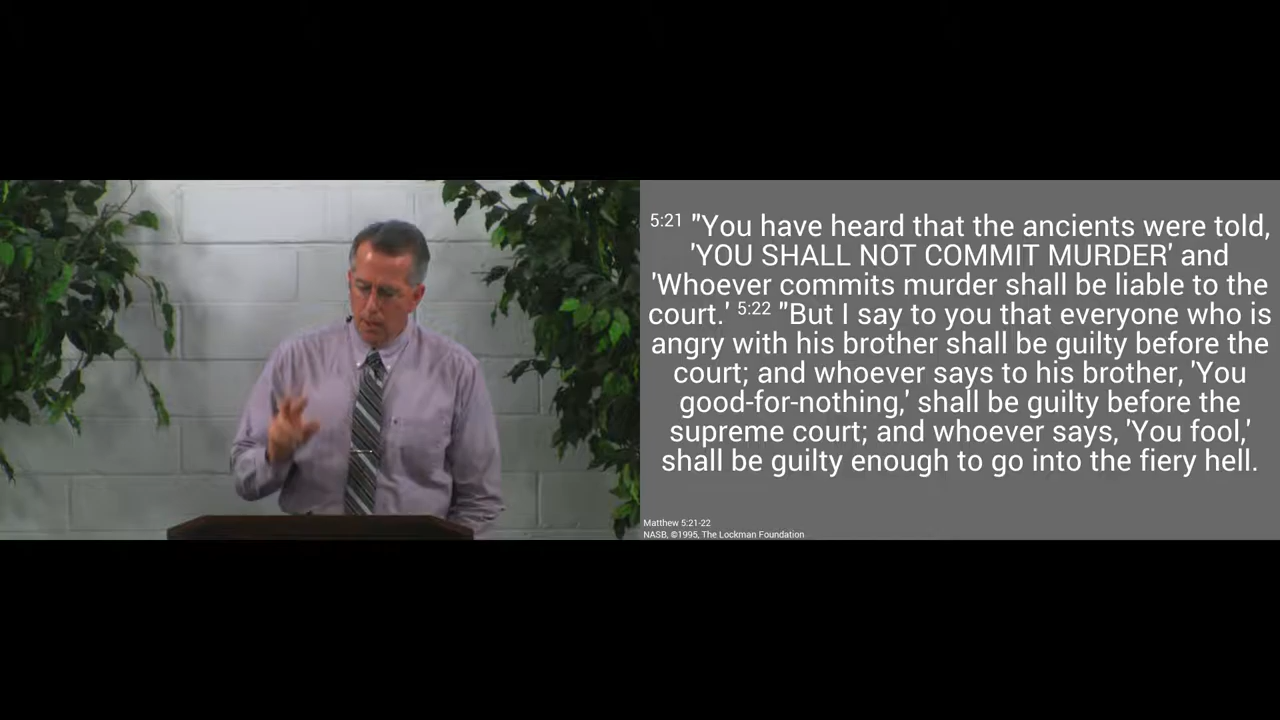 5:21 "You have heard that the ancients were told,
'YOU SHALL NOT COMMIT MURDER' and
'Whoever commits murder shall be liable to the
court.' 5:22 "But I say to you that everyone who is
angry with his brother shall be guilty before the
court; and whoever says to his brother, 'You
good-for-nothing,' shall be guilty before the
supreme court; and whoever says, 'You fool,'
shall be guilty enough to go into the fiery hell.
Matthew 5:21-22
NASB, ©1995, The Lockman Foundation